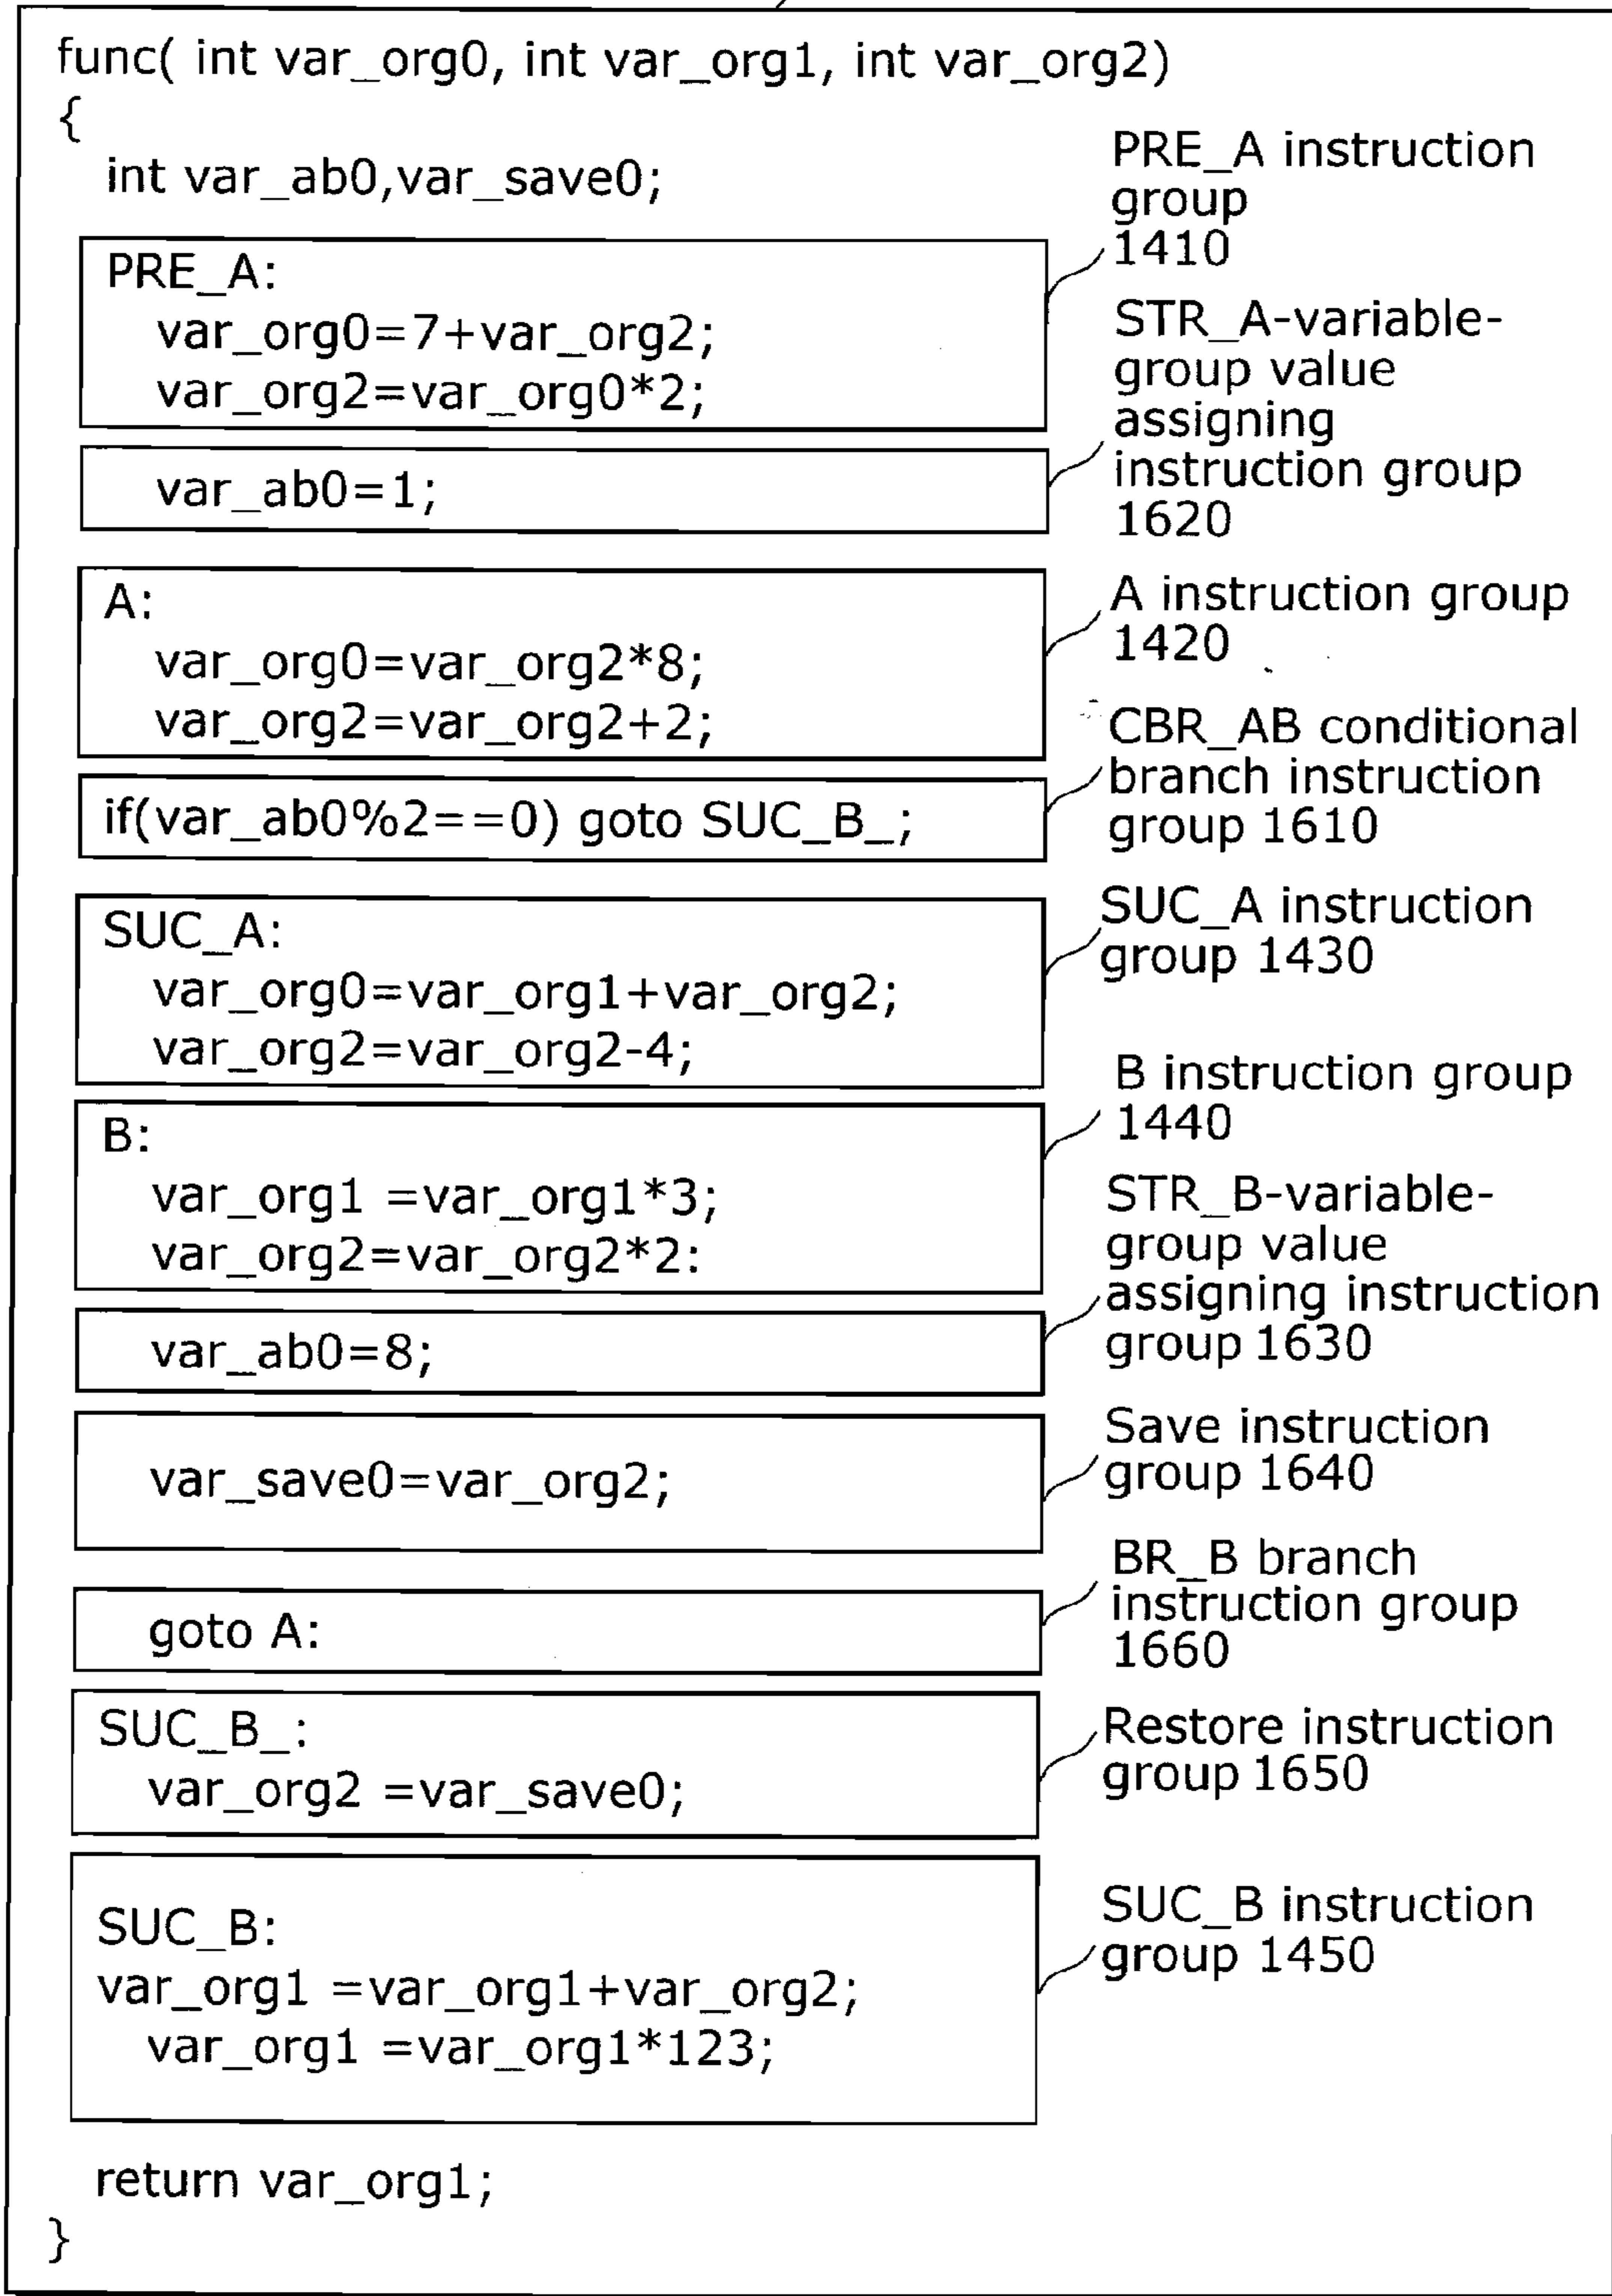 func( int var_org0, int var_org1, int var_org2)
{
int var_ab0,var_save0;
PRE_A instruction
group
1410
PRE_A:
var_org0=7+var_org2;
var_org2=var_org0*2;
STR_A-variable-
group value
assigning
instruction group
1620
var_ab0=1;
A instruction group
1420
A:
var_org0=var_org2*8;
var_org2=var_org2+2;
CBR_AB conditional
branch instruction
group 1610
if(var_ab0%2==0) goto SUC_B_;
SUC_A instruction
group 1430
SUC_A:
var_org0=var_org1+var_org2;
var_org2=var_org2-4;
B instruction group
1440
B:
var_org1 =var_org1*3;
var_org2=var_org2*2:
STR_B-variable-
group value
assigning instruction
group 1630
var_ab0=8;
Save instruction
group 1640
var_save0=var_org2;
BR_B branch
instruction group
1660
goto A:
Restore instruction
group 1650
SUC_B_:
var_org2 =var_save0;
SUC_B instruction
group 1450
SUC_B:
var_org1 =var_org1+var_org2;
var_org1 =var_org1*123;
return var_org1;
}